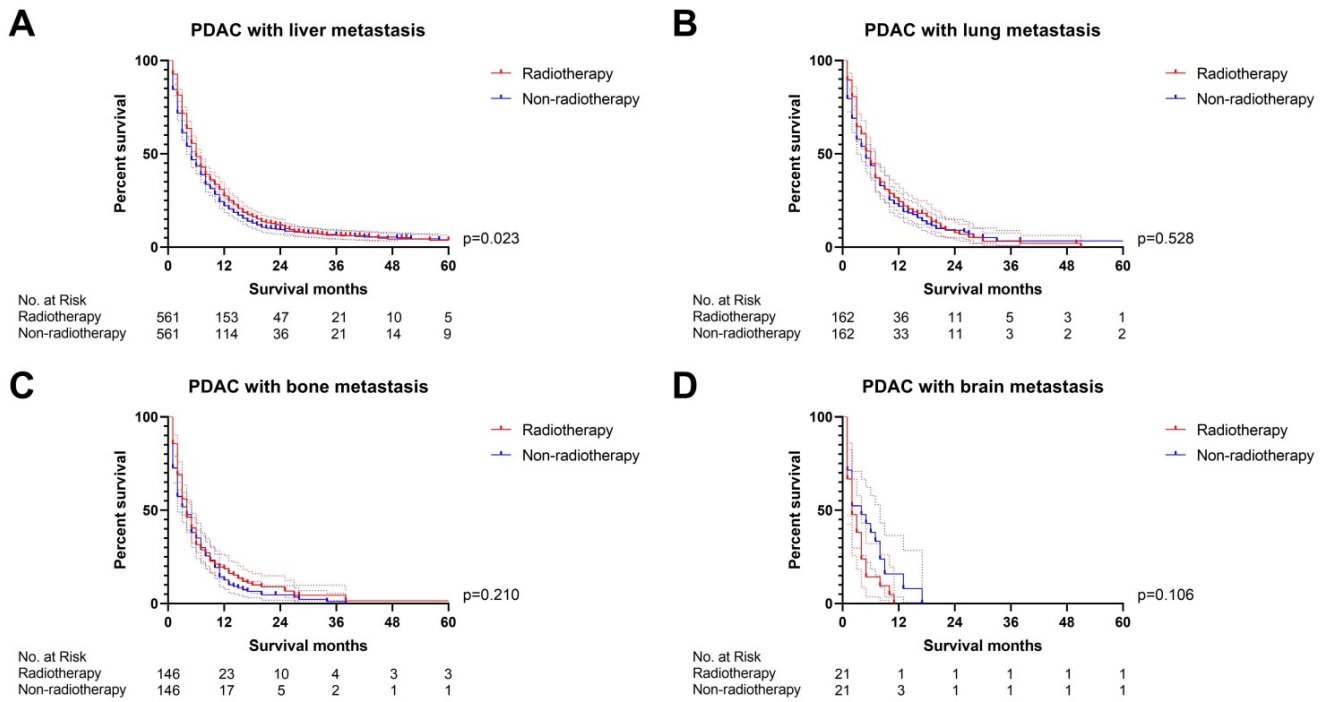 A
PDAC with liver metastasis
Percent survival
100
50
0
0 12 24 36 48 60
Survival months
Radiotherapy
Non-radiotherapy
p=0.023
No. at Risk
Radiotherapy 561 153 47 21 10 5
Non-radiotherapy 561 114 36 21 14 9
B
PDAC with lung metastasis
Percent survival
100
50
0
0 12 24 36 48 60
Survival months
Radiotherapy
Non-radiotherapy
p=0.528
No. at Risk
Radiotherapy 162 36 11 5 3 1
Non-radiotherapy 162 33 11 3 2 2
C
PDAC with bone metastasis
Percent survival
100
50
0
0 12 24 36 48 60
Survival months
Radiotherapy
Non-radiotherapy
p=0.210
No. at Risk
Radiotherapy 146 23 10 4 3 3
Non-radiotherapy 146 17 5 2 1 1
D
PDAC with brain metastasis
Percent survival
100
50
0
0 12 24 36 48 60
Survival months
Radiotherapy
Non-radiotherapy
p=0.106
No. at Risk
Radiotherapy 21 1 1 1 1 1
Non-radiotherapy 21 3 1 1 1 1